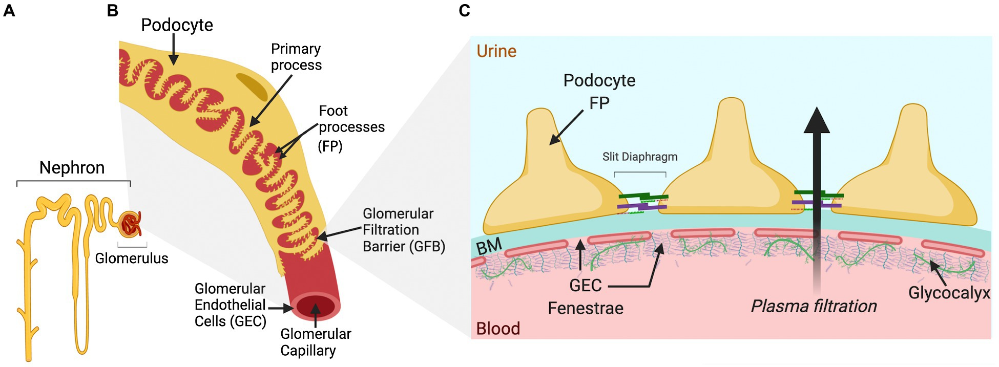 A
Nephron
Glomerulus
B
Podocyte
Primary
process
Foot
processes
(FP)
Glomerular
Filtration
Barrier (GFB)
Glomerular
Endothelial
Cells (GEC)
Glomerular
Capillary
C
Urine
Podocyte
FP
Slit Diaphragm
BM
GEC
Fenestrae
Plasma filtration
Glycocalyx
Blood